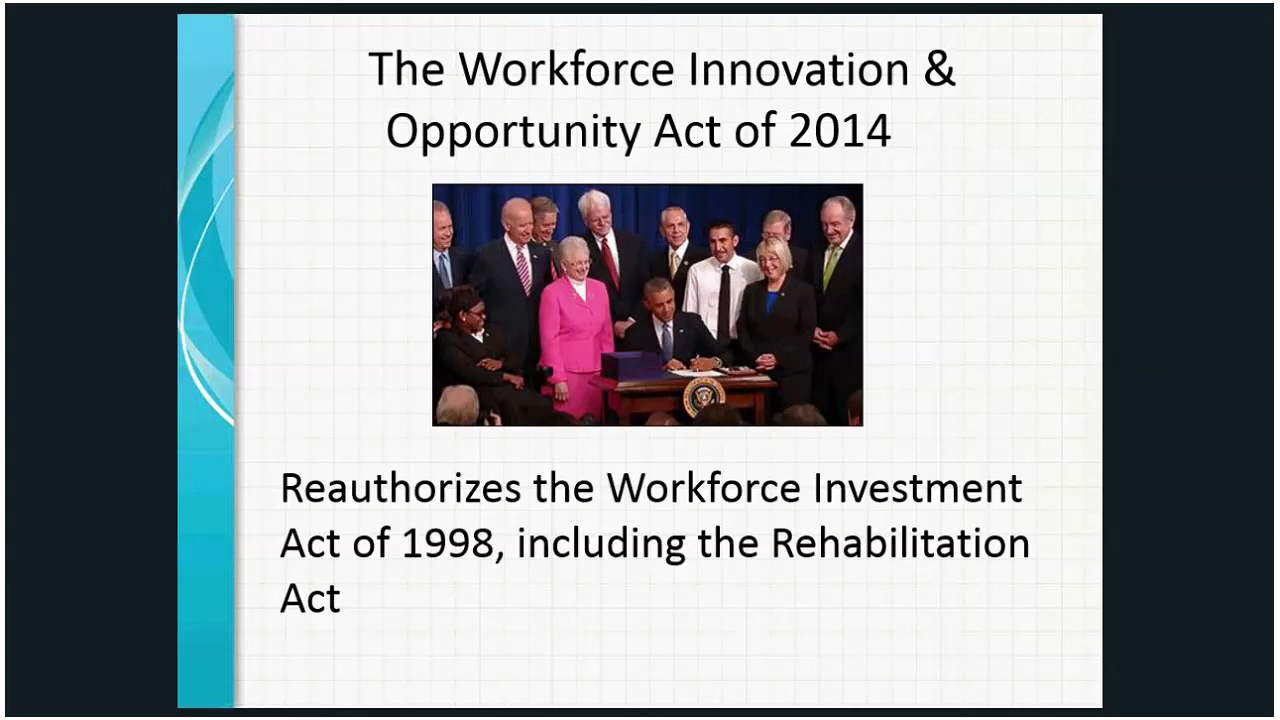 The Workforce Innovation &
Opportunity Act of 2014
Reauthorizes the Workforce Investment
Act of 1998, including the Rehabilitation
Act